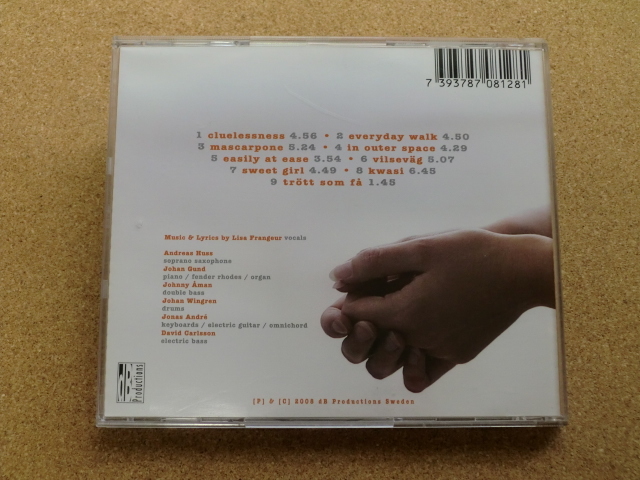 7 393787 081281
1 cluelessness 4.56 • 2 everyday walk 4.50
3 mascarpone 5.24 • 4 in outer space 4.29
5 easily at ease 3.54 • 6 vilseväg 5.07
7 sweet girl 4.49 • 8 kwasi 6.45
9 trött som få 1.45
Music & Lyrics by Lisa Frangeur vocals
Andreas Hues
soprano saxophone
Johan Gund
piano / fender rhodes / organ
Johnny Åman
double bass
Johan Wingren
drums
Jonas André
keyboards / electric guitar / omnichord
David Carlsson
electric bass
dB Productions
[P] & [C] 2006 dB Productions Sweden